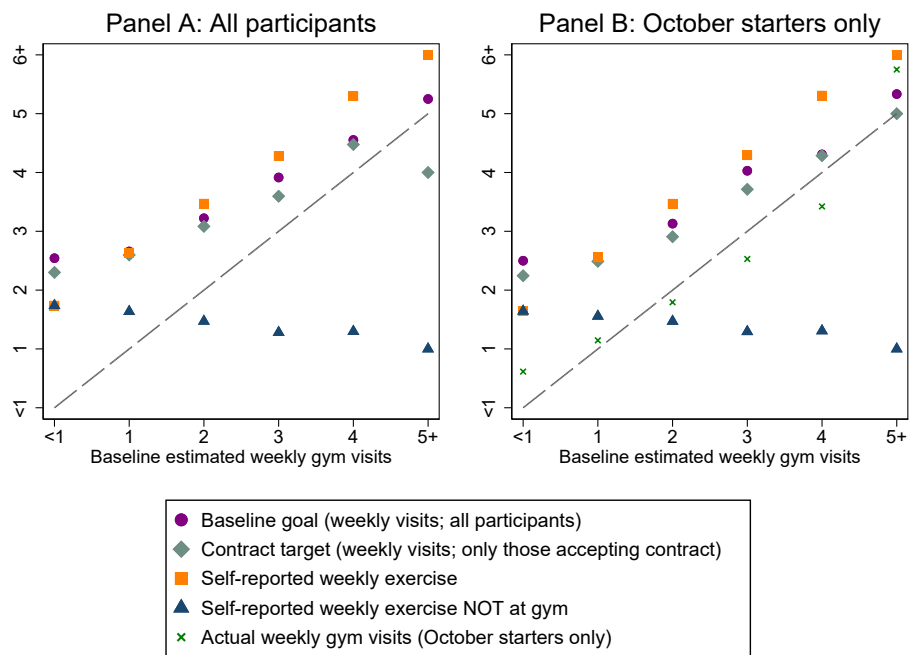 Panel A: All participants
Panel B: October starters only
6+
5
4
3
2
1
<1
<1 1 2 3 4 5+
Baseline estimated weekly gym visits
6+
5
4
3
2
1
<1
<1 1 2 3 4 5+
Baseline estimated weekly gym visits
Baseline goal (weekly visits; all participants)
Contract target (weekly visits; only those accepting contract)
Self-reported weekly exercise
Self-reported weekly exercise NOT at gym
Actual weekly gym visits (October starters only)